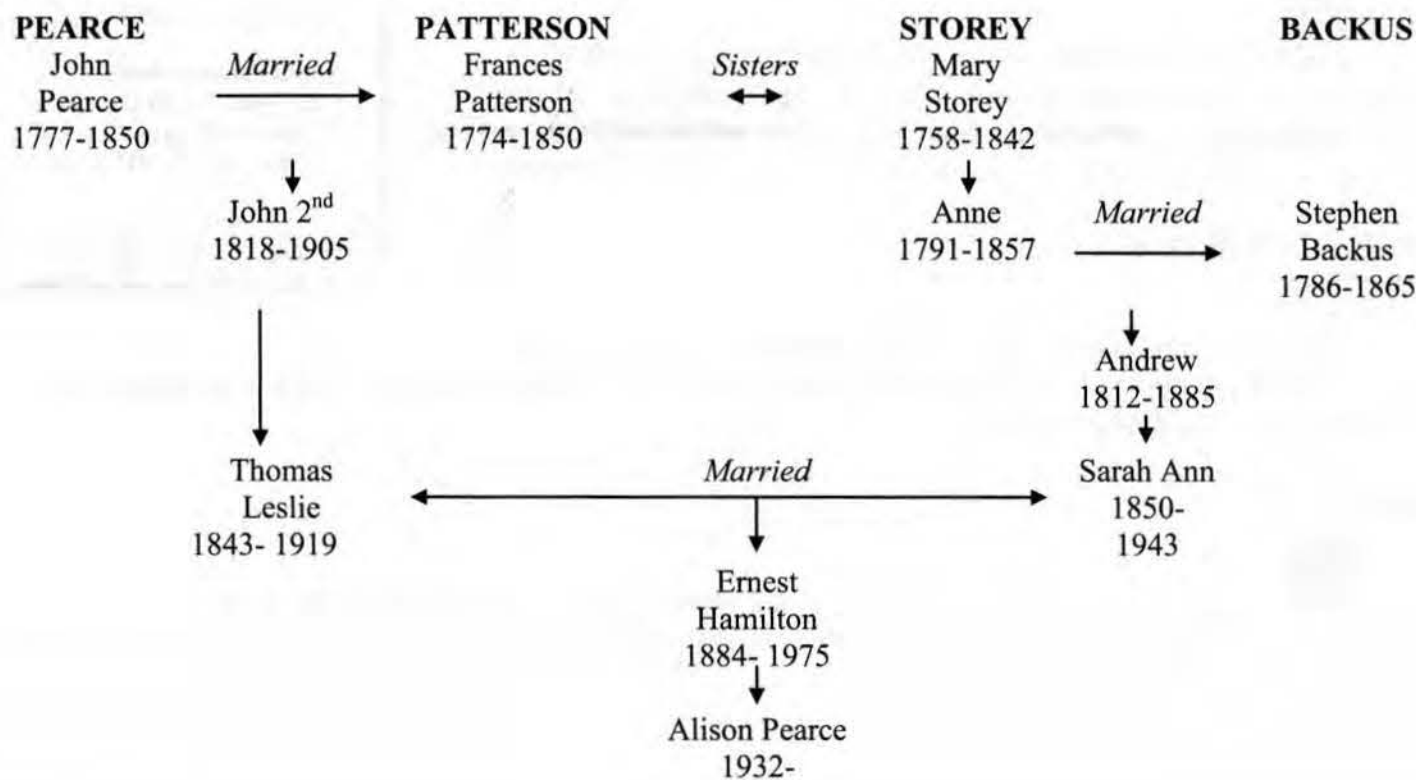 PEARCE PATTERSON STOREY BACKUS
John Married Frances Sisters Mary
Pearce Patterson Storey
1777-1850 1774-1850 1758-1842
John 2nd Anne Married Stephen
1818-1905 1791-1857 Backus
1786-1865
Andrew
1812-1885
Thomas Married Sarah Ann
Leslie 1850-
1843- 1919 1943
Ernest
Hamilton
1884- 1975
Alison Pearce
1932-